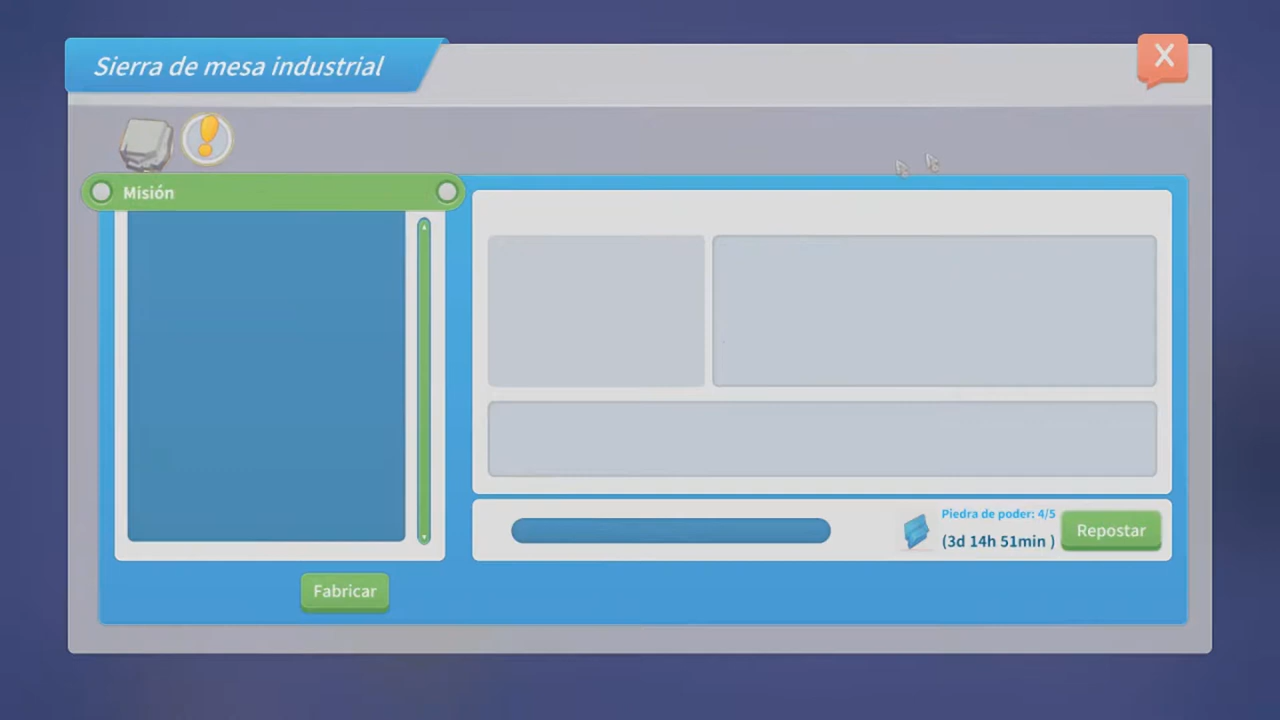 Sierra de mesa industrial
X
Misión
Piedra de poder: 4/5
(3d 14h 51min )
Repostar
Fabricar